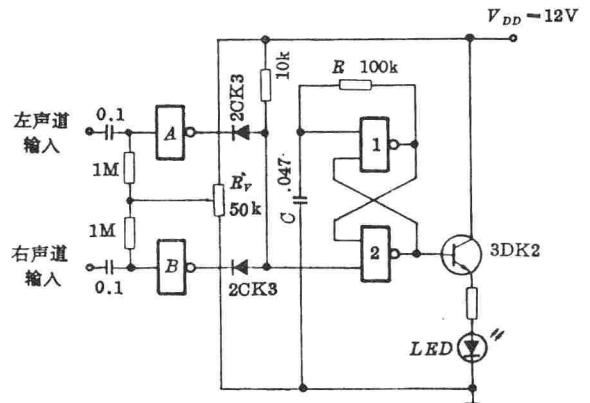 V_DD = 12V
R 100k
10k
2CK3
左声道
输入
0.1
A
1
1M
.047
C
R_V
50k
1M
2
3DK2
右声道
输入
B
0.1
2CK3
LED